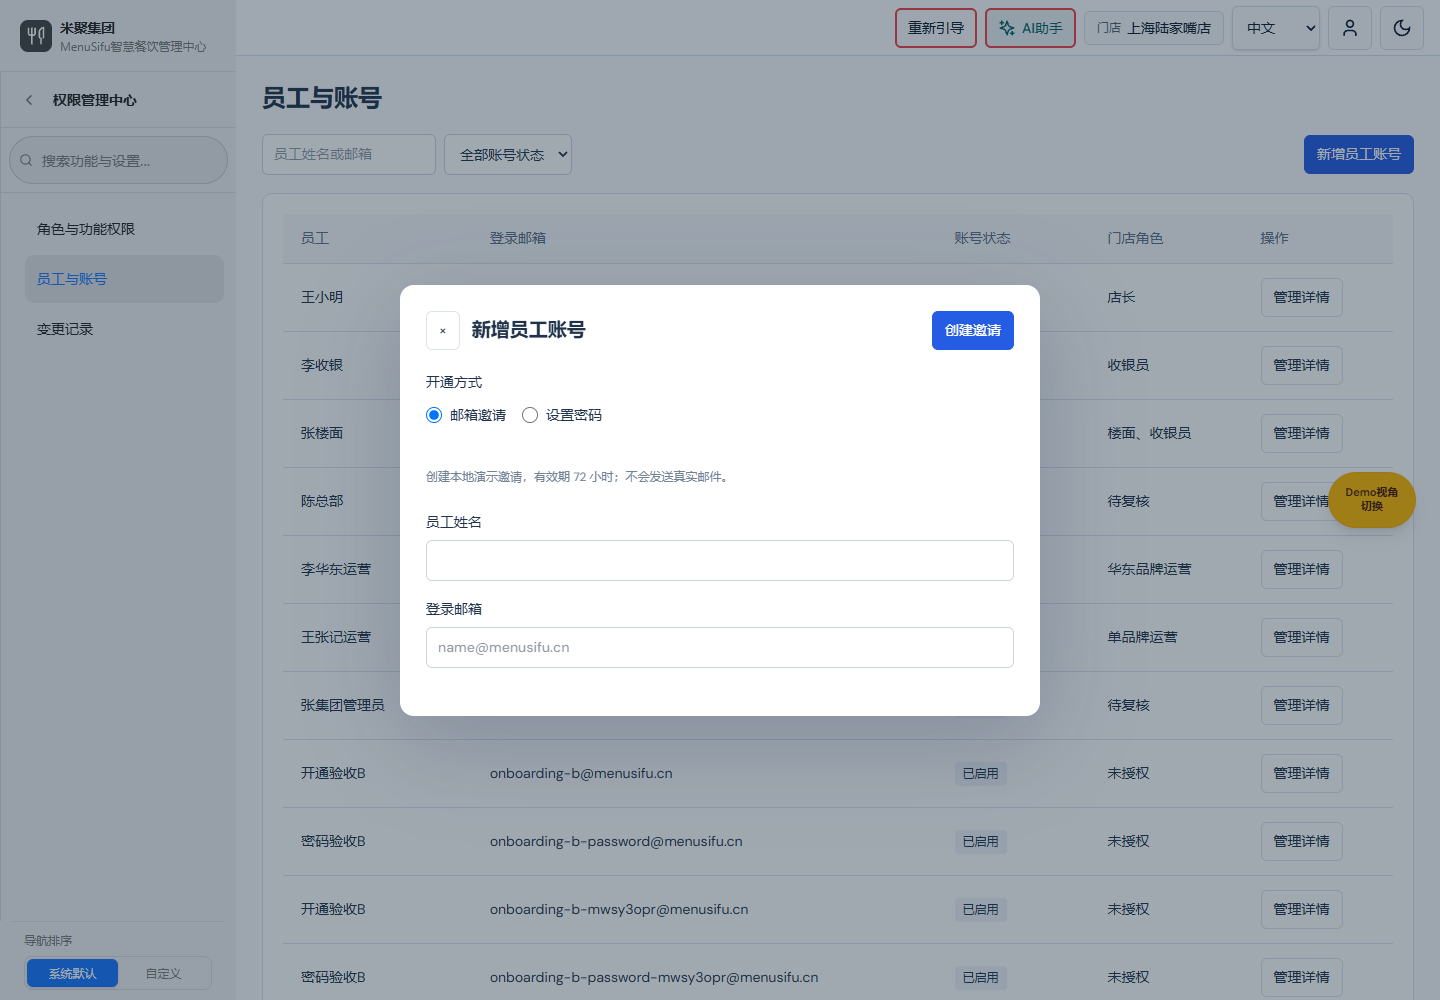 米聚集团
MenuSifu智慧餐饮管理中心
重新引导
AI助手
门店 上海陆家嘴店
中文
权限管理中心
搜索功能与设置...
角色与功能权限
员工与账号
变更记录
导航排序
系统默认
自定义
员工与账号
员工姓名或邮箱
全部账号状态
新增员工账号
员工 登录邮箱 账号状态 门店角色 操作
王小明 店长 管理详情
李收银 收银员 管理详情
张楼面 楼面、收银员 管理详情
陈总部 待复核 管理详情
李华东运营 华东品牌运营 管理详情
王张记运营 单品牌运营 管理详情
张集团管理员 待复核 管理详情
开通验收B onboarding-b@menusifu.cn 已启用 未授权 管理详情
密码验收B onboarding-b-password@menusifu.cn 已启用 未授权 管理详情
开通验收B onboarding-b-mwsy3opr@menusifu.cn 已启用 未授权 管理详情
密码验收B onboarding-b-password-mwsy3opr@menusifu.cn 已启用 未授权 管理详情
Demo视角
切换
× 新增员工账号
创建邀请
开通方式
邮箱邀请 设置密码
创建本地演示邀请，有效期 72 小时；不会发送真实邮件。
员工姓名
登录邮箱
name@menusifu.cn